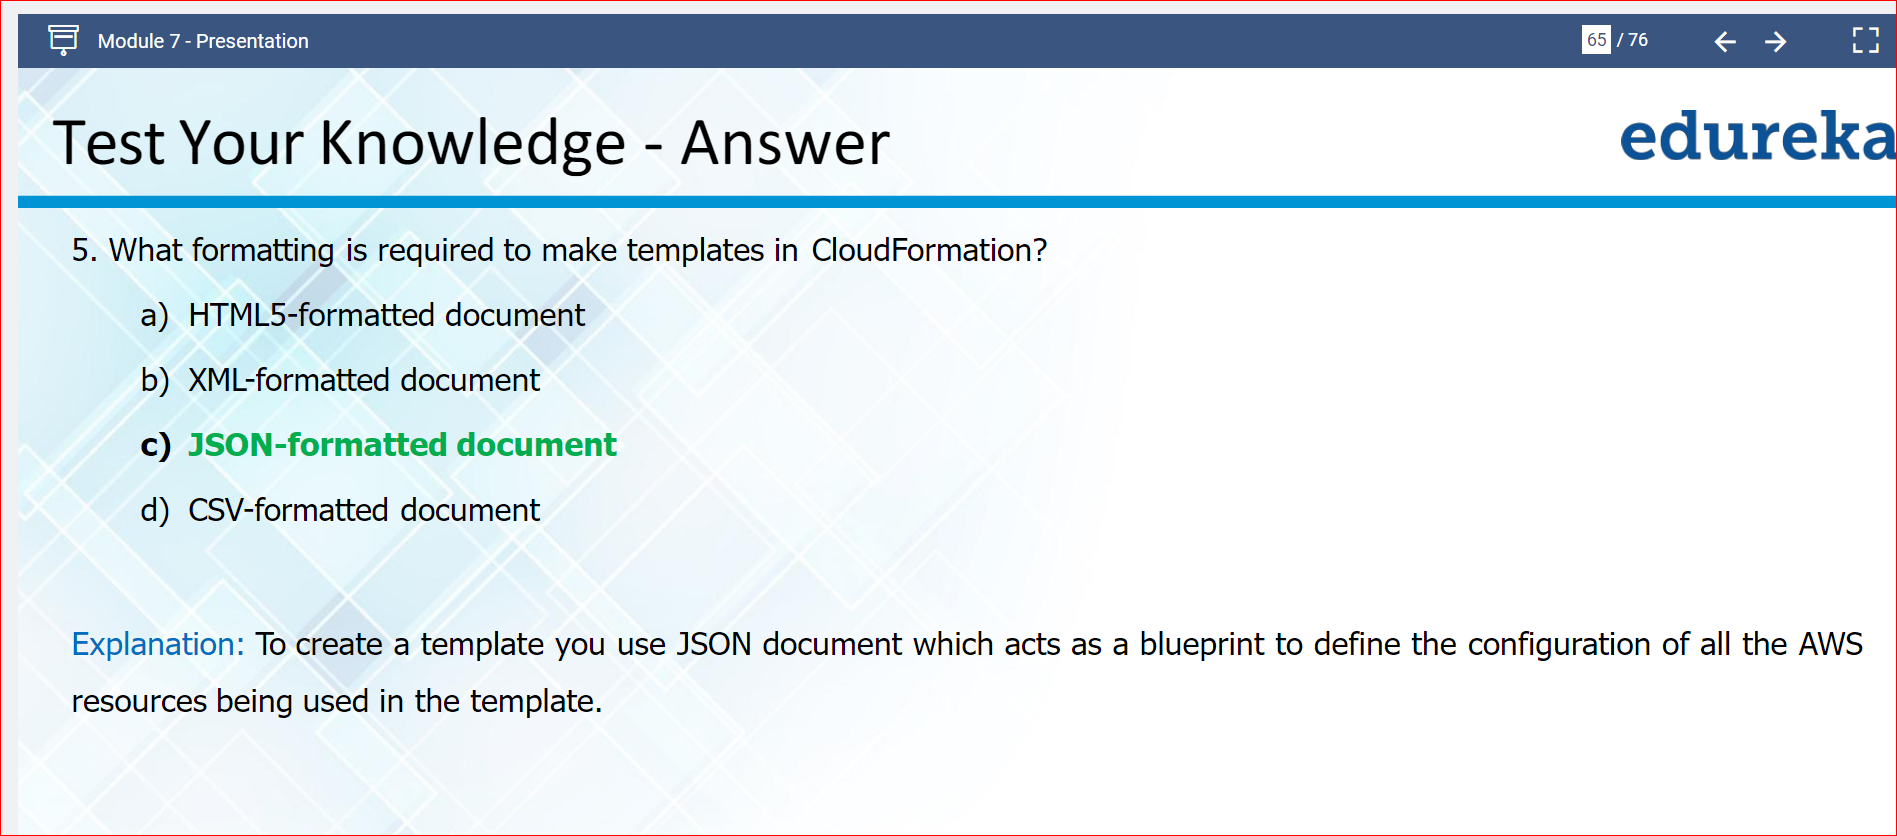 Module 7 - Presentation
65 / 76
Test Your Knowledge - Answer
edureka
5. What formatting is required to make templates in CloudFormation?
a) HTML5-formatted document
b) XML-formatted document
c) JSON-formatted document
d) CSV-formatted document
Explanation: To create a template you use JSON document which acts as a blueprint to define the configuration of all the AWS
resources being used in the template.